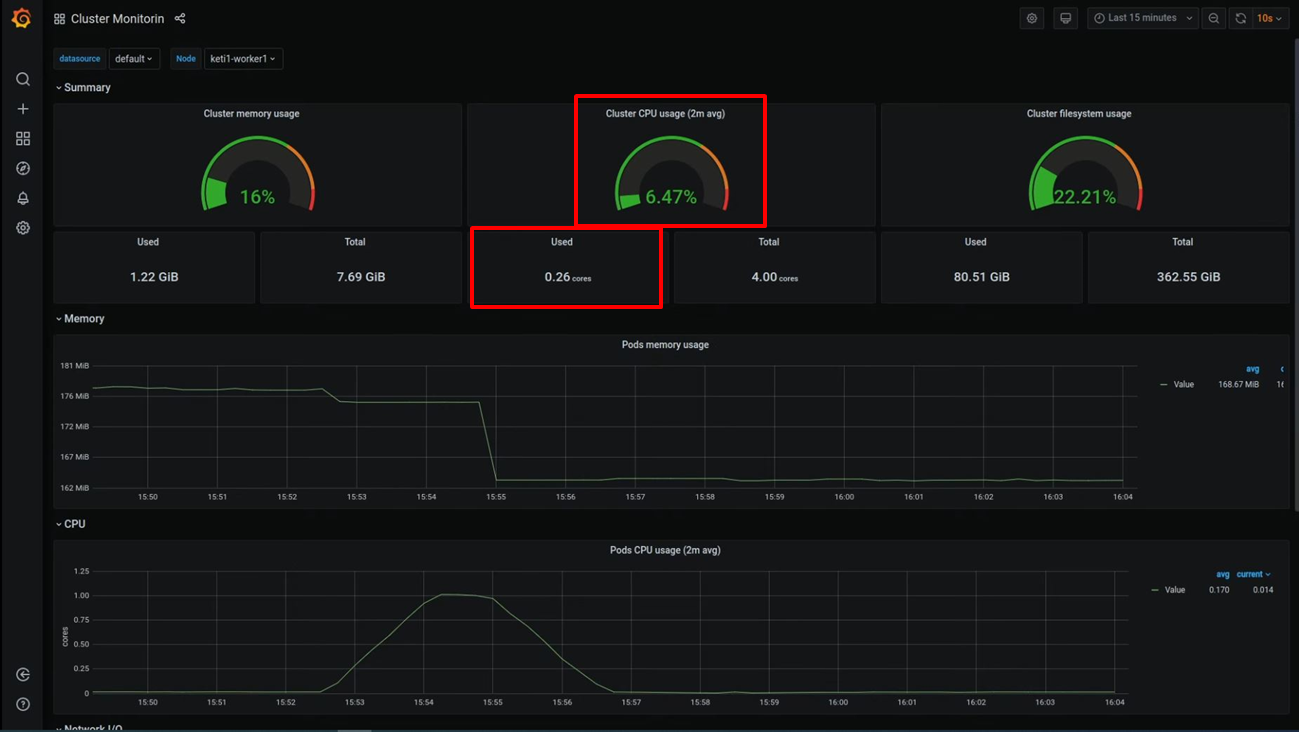 Cluster Monitorin
Last 15 minutes
10s
datasource default Node keti1-worker1
Summary
Cluster memory usage
16%
Cluster CPU usage (2m avg)
6.47%
Cluster filesystem usage
22.21%
Used
1.22 GiB
Total
7.69 GiB
Used
0.26 cores
Total
4.00 cores
Used
80.51 GiB
Total
362.55 GiB
Memory
Pods memory usage
181 MiB
176 MiB
172 MiB
167 MiB
162 MiB
15:50 15:51 15:52 15:53 15:54 15:55 15:56 15:57 15:58 15:59 16:00 16:01 16:02 16:03 16:04
avg c
Value 168.67 MiB 16
CPU
Pods CPU usage (2m avg)
cores
1.25
1.00
0.75
0.50
0.25
0
15:50 15:51 15:52 15:53 15:54 15:55 15:56 15:57 15:58 15:59 16:00 16:01 16:02 16:03 16:04
avg current
Value 0.170 0.014
Network I/O